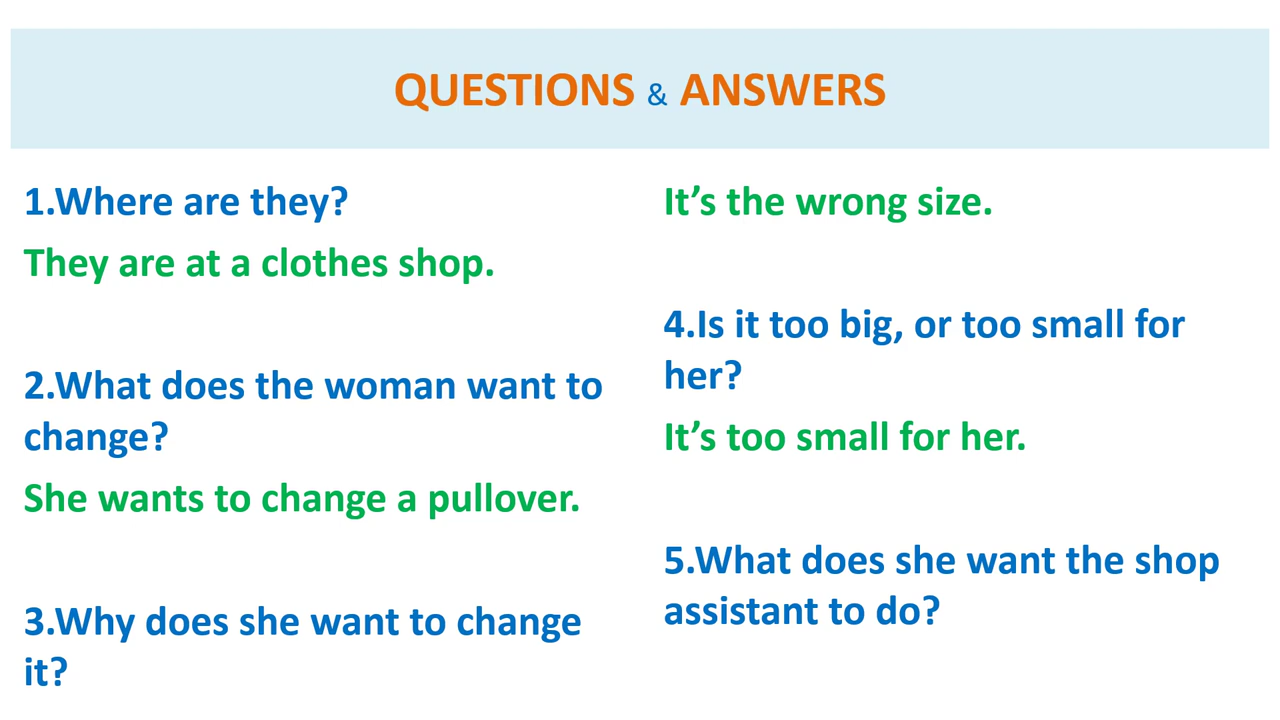 QUESTIONS & ANSWERS
1.Where are they?
They are at a clothes shop.
2.What does the woman want to
change?
She wants to change a pullover.
3.Why does she want to change
it?
It’s the wrong size.
4.Is it too big, or too small for
her?
It’s too small for her.
5.What does she want the shop
assistant to do?